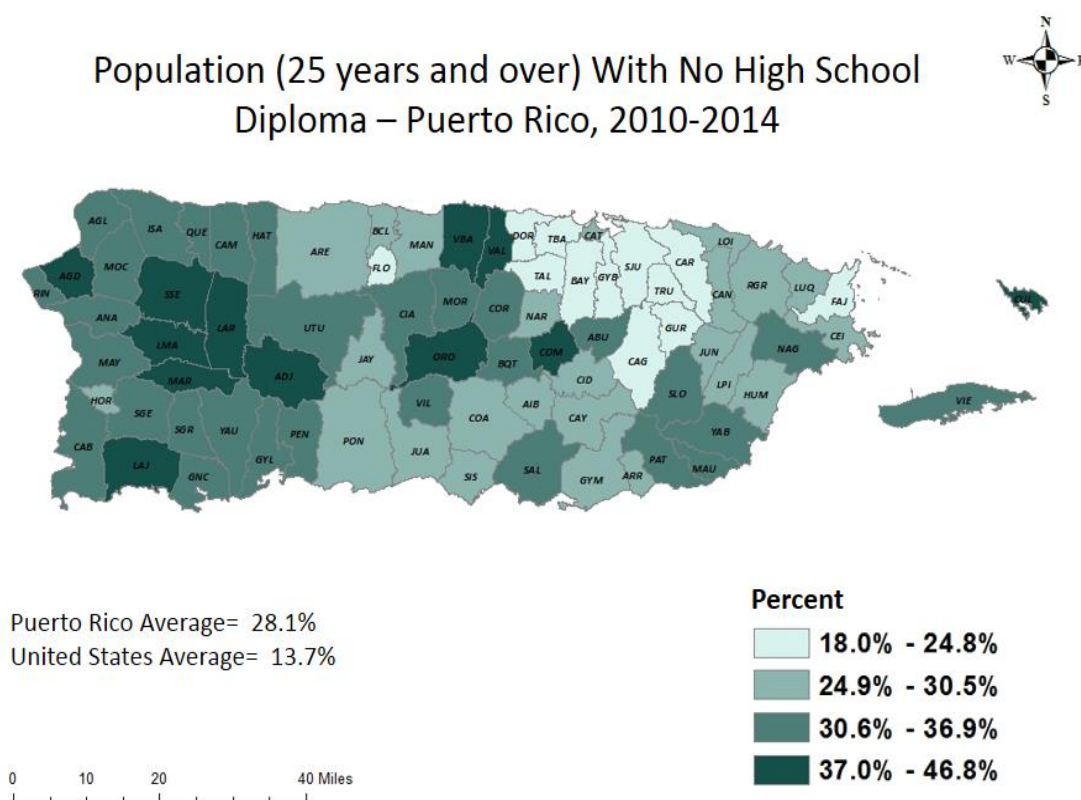 N
W E
S
Population (25 years and over) With No High School
Diploma – Puerto Rico, 2010-2014
AGL
ISA
QUE
CAM
HAT
ARE
BCL
MAN
VBA
VAL
DOR
TBA
CAT
LOI
AGD
MOC
SSE
FLO
TAL
BAY
GYB
SJU
CAR
TRU
CAN
RGR
LUQ
FAJ
RIN
ANA
LAR
UTU
CIA
MOR
COR
NAR
GUR
CEI
CUL
MAY
LMA
MAR
ADJ
JAY
ORO
BQT
COM
ABU
CAG
JUN
NAG
HOR
SGE
SGR
YAU
VIL
CID
SLO
LPI
HUM
VIE
CAB
LAJ
GNC
GYL
PEN
PON
JUA
COA
AIB
CAY
SIS
SAL
GYM
ARR
PAT
YAB
MAU
Puerto Rico Average= 28.1%
United States Average= 13.7%
Percent
18.0% - 24.8%
24.9% - 30.5%
30.6% - 36.9%
37.0% - 46.8%
0 10 20 40 Miles